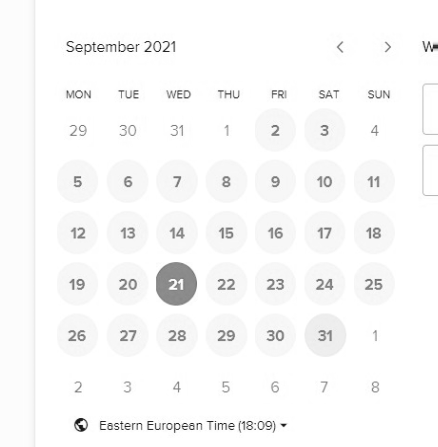 September 2021
MON TUE WED THU FRI SAT SUN
29 30 31 1 2 3 4
5 6 7 8 9 10 11
12 13 14 15 16 17 18
19 20 21 22 23 24 25
26 27 28 29 30 31 1
2 3 4 5 6 7 8
Eastern European Time (18:09)